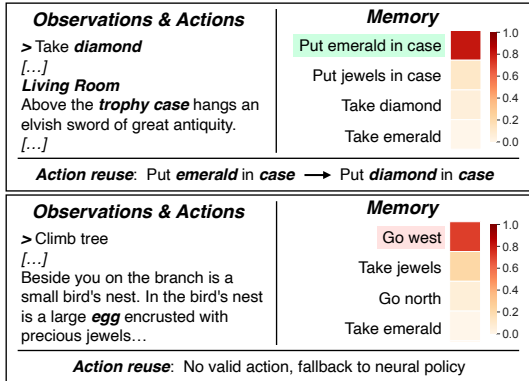 Observations & Actions
> Take diamond
[...]
Living Room
Above the trophy case hangs an
elvish sword of great antiquity.
[...]
Memory
Put emerald in case
Put jewels in case
Take diamond
Take emerald
1.0
0.8
0.6
0.4
0.2
0.0
Action reuse: Put emerald in case ⟶ Put diamond in case
Observations & Actions
> Climb tree
[...]
Beside you on the branch is a
small bird's nest. In the bird's nest
is a large egg encrusted with
precious jewels...
Memory
Go west
Take jewels
Go north
Take emerald
1.0
0.8
0.6
0.4
0.2
0.0
Action reuse: No valid action, fallback to neural policy